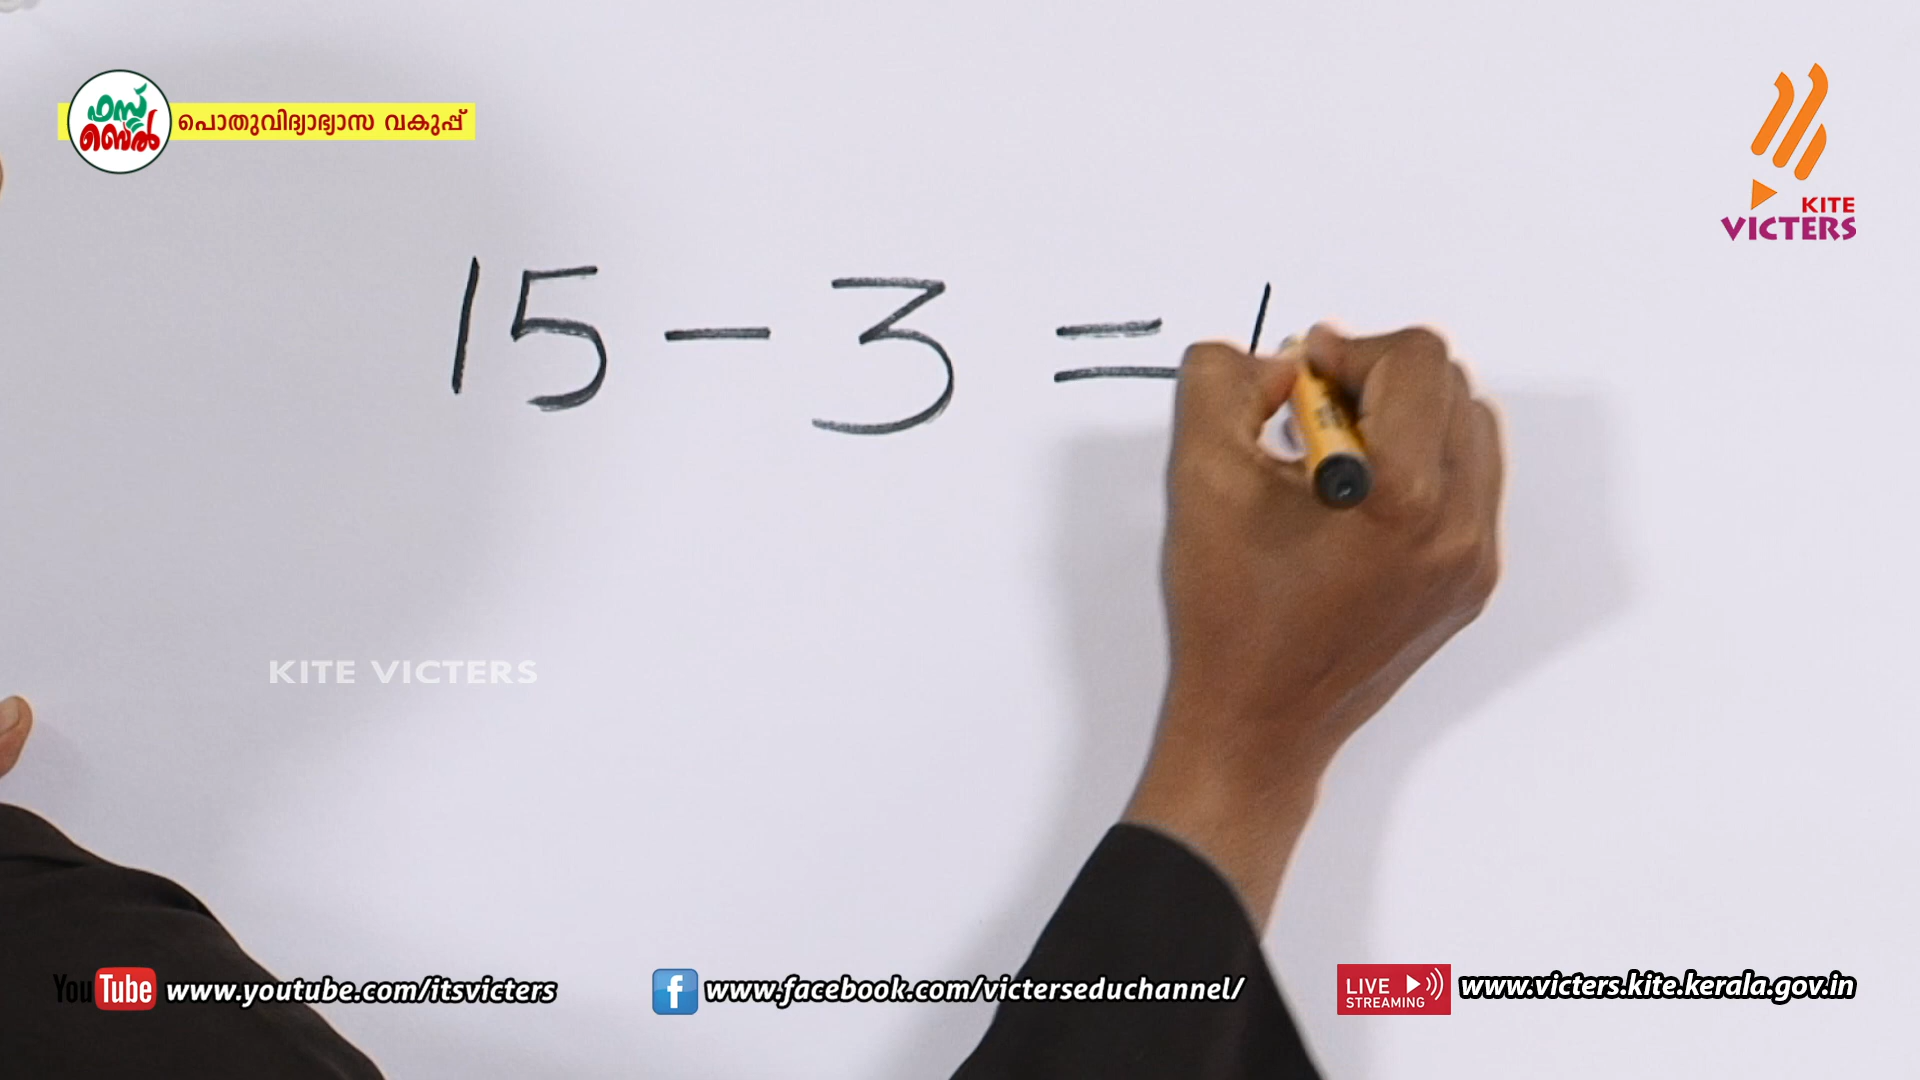 ഫസ്റ്റ്
ബെൽ
പൊതുവിദ്യാഭ്യാസ വകുപ്പ്
KITE
VICTERS
15 - 3 = 1
KITE VICTERS
YouTube www.youtube.com/itsvicters
f www.facebook.com/victerseduchannel/
LIVE STREAMING www.victers.kite.kerala.gov.in